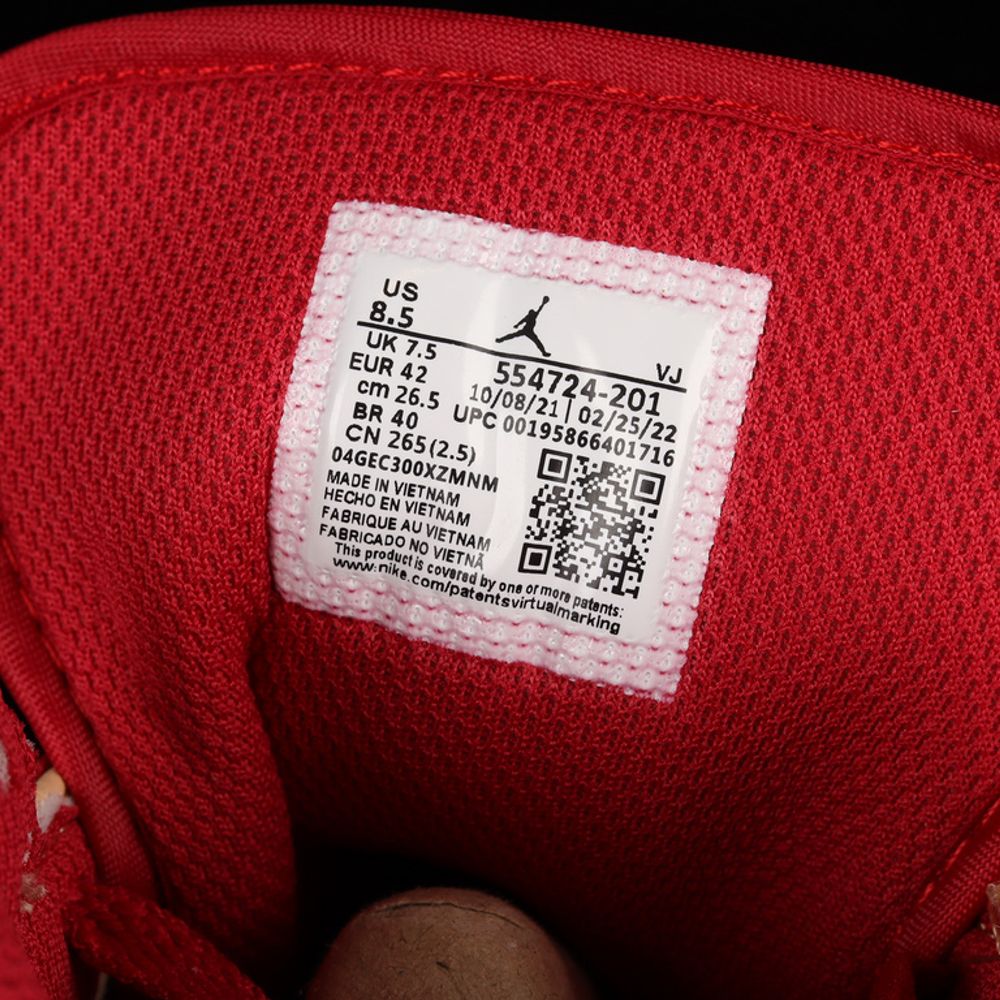 US
8.5
VJ
UK 7.5
554724-201
EUR 42
10/08/21 | 02/25/22
cm 26.5
UPC 00195866401716
BR 40
CN 265(2.5)
04GEC300XZMNM
MADE IN VIETNAM
HECHO EN VIETNAM
FABRIQUE AU VIETNAM
FABRICADO NO VIETNÃ
This product is covered by one or more patents:
www.nike.com/patentsvirtualmarking